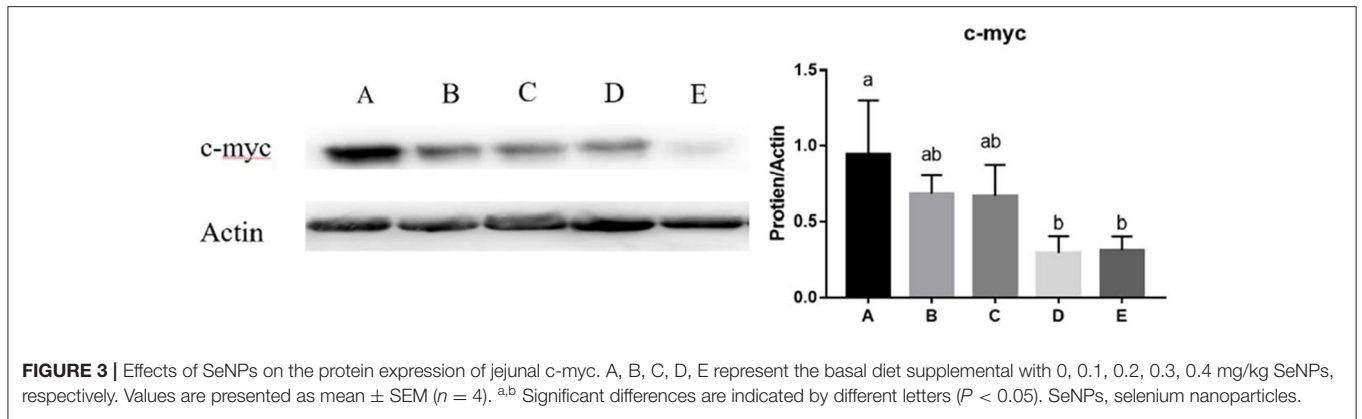 A B C D E
c-myc
Actin
c-myc
Protien/Actin
1.5
1.0
0.5
0.0
a
ab
ab
b
b
A B C D E
FIGURE 3 | Effects of SeNPs on the protein expression of jejunal c-myc. A, B, C, D, E represent the basal diet supplemental with 0, 0.1, 0.2, 0.3, 0.4 mg/kg SeNPs,
respectively. Values are presented as mean ± SEM (n = 4). a,b Significant differences are indicated by different letters (P < 0.05). SeNPs, selenium nanoparticles.